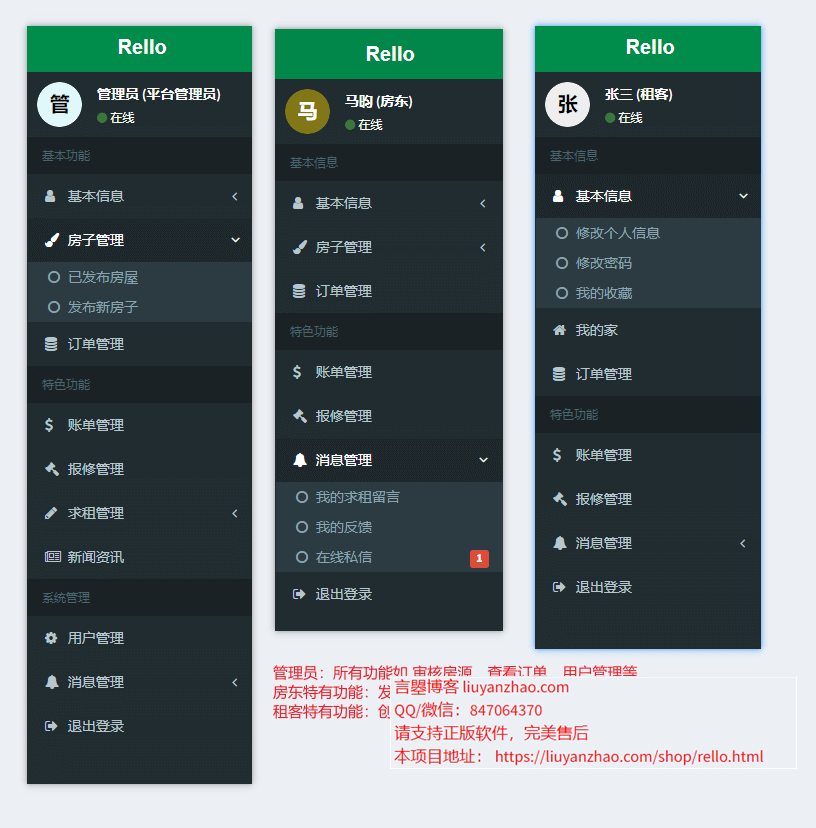 Rello
管
管理员 (平台管理员)
在线
基本功能
基本信息
房子管理
已发布房屋
发布新房子
订单管理
特色功能
账单管理
报修管理
求租管理
新闻资讯
系统管理
用户管理
消息管理
退出登录
Rello
马
马昀 (房东)
在线
基本信息
基本信息
房子管理
订单管理
特色功能
账单管理
报修管理
消息管理
我的求租留言
我的反馈
在线私信 1
退出登录
Rello
张
张三 (租客)
在线
基本信息
基本信息
修改个人信息
修改密码
我的收藏
我的家
订单管理
特色功能
账单管理
报修管理
消息管理
退出登录
管理员：所有功能如 审核房源、查看订单、用户管理等
房东特有功能：发
租客特有功能：创
言曌博客 liuyanzhao.com
QQ/微信：847064370
请支持正版软件，完美售后
本项目地址： https://liuyanzhao.com/shop/rello.html